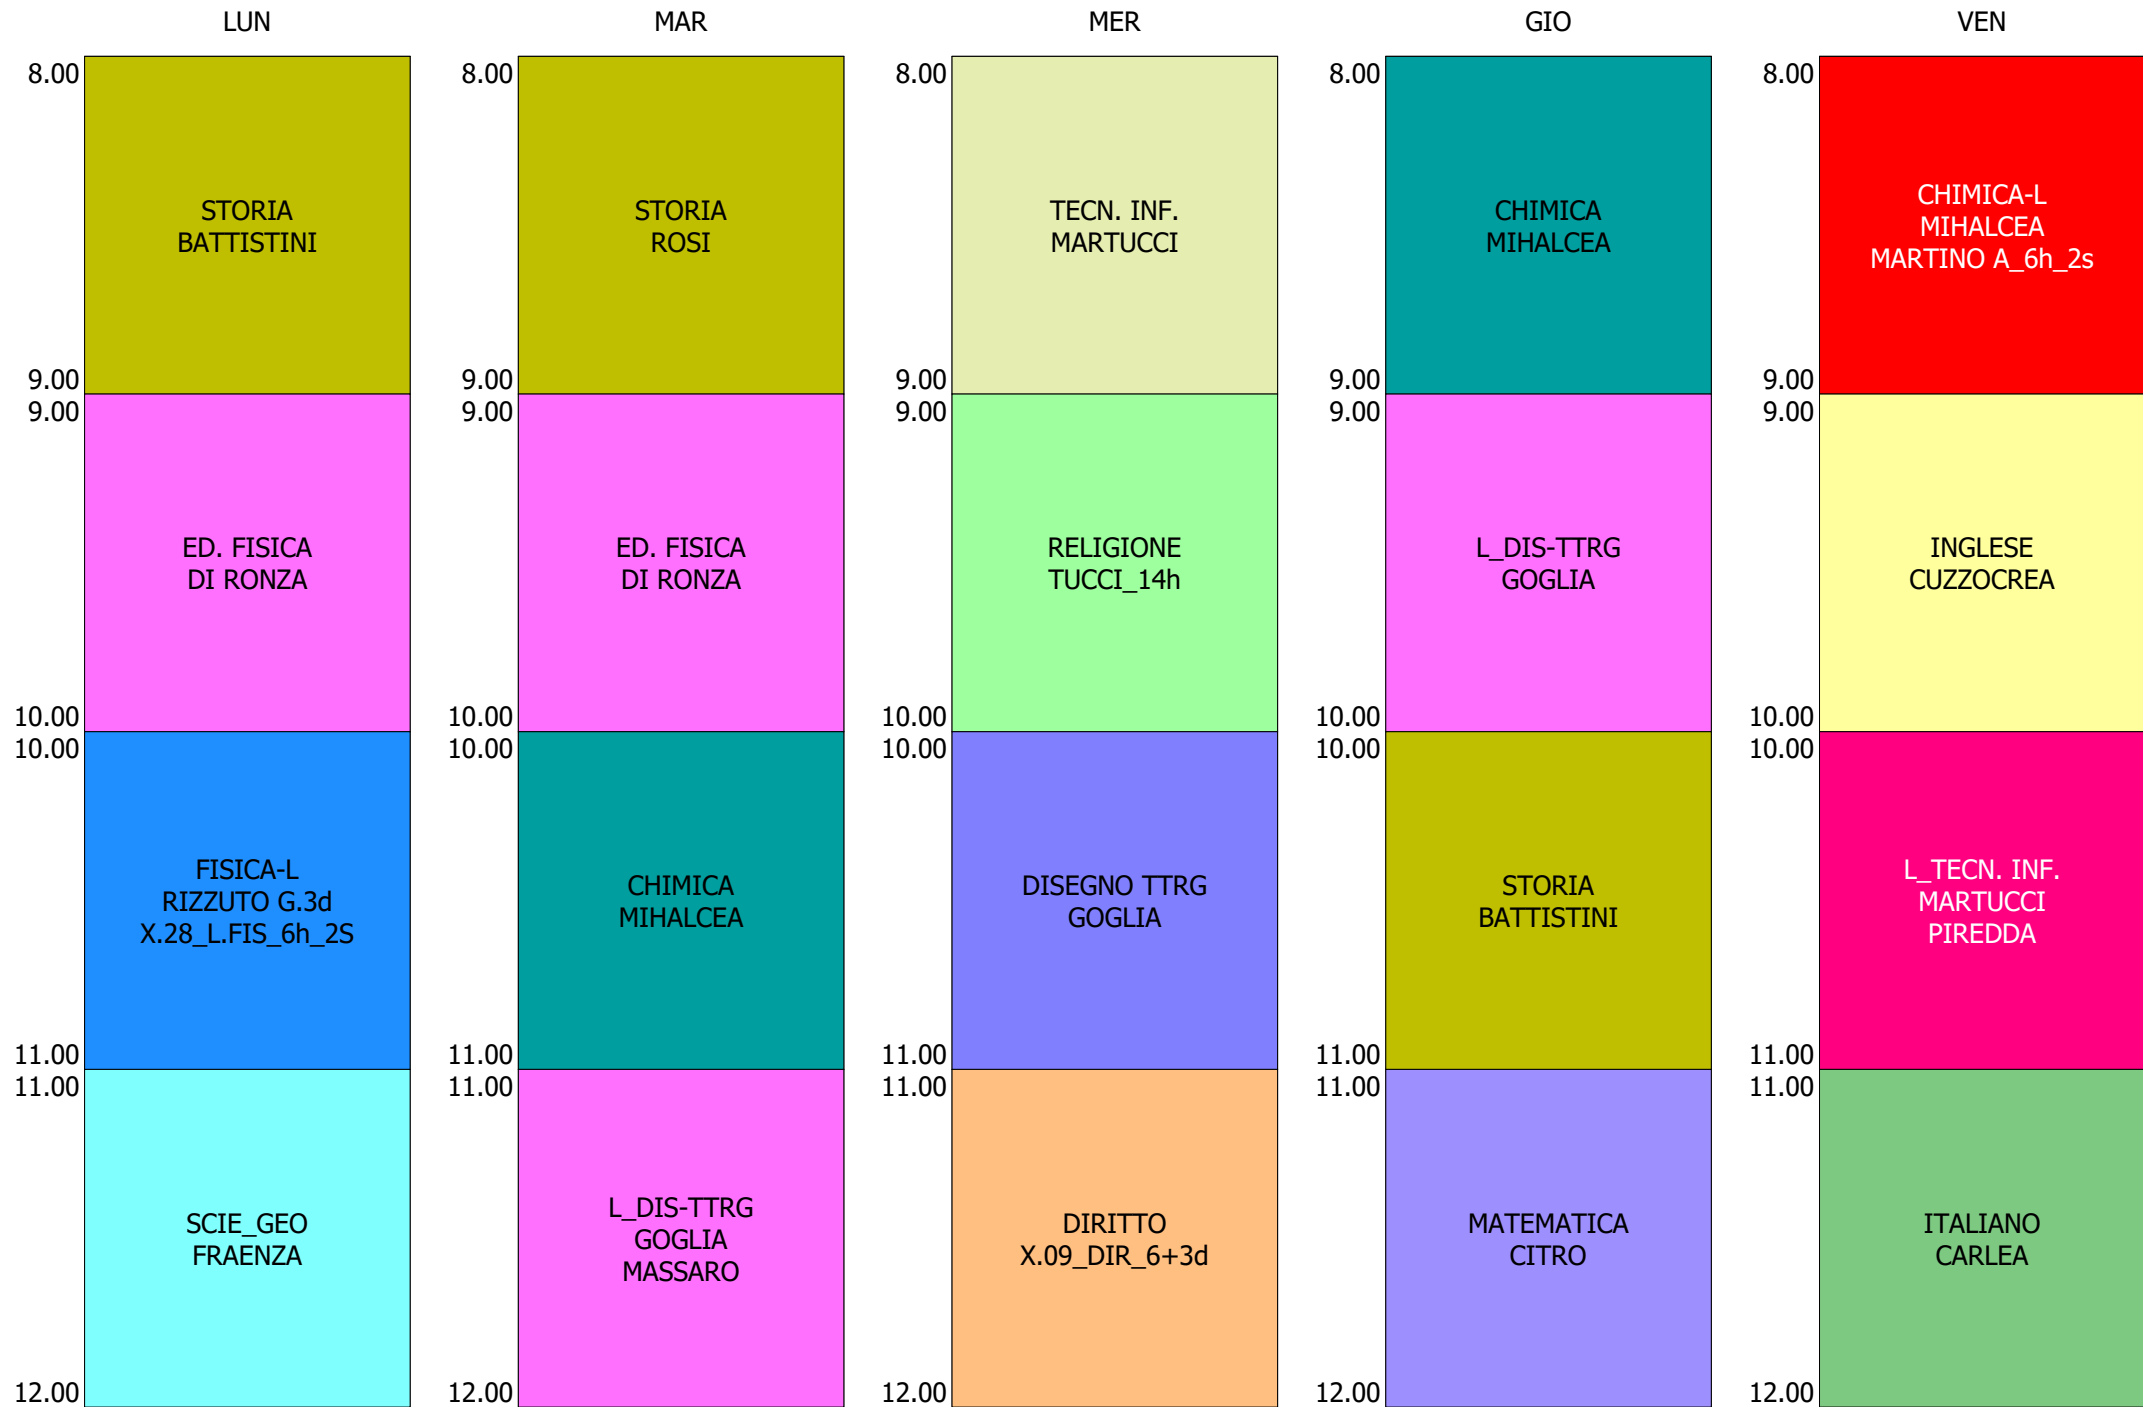 LUN
8.00
STORIA
BATTISTINI
9.00
9.00
ED. FISICA
DI RONZA
10.00
10.00
FISICA-L
RIZZUTO G.3d
X.28_L.FIS_6h_2S
11.00
11.00
SCIE_GEO
FRAENZA
12.00
MAR
8.00
STORIA
ROSI
9.00
9.00
ED. FISICA
DI RONZA
10.00
10.00
CHIMICA
MIHALCEA
11.00
11.00
L_DIS-TTRG
GOGLIA
MASSARO
12.00
MER
8.00
TECN. INF.
MARTUCCI
9.00
9.00
RELIGIONE
TUCCI_14h
10.00
10.00
DISEGNO TTRG
GOGLIA
11.00
11.00
DIRITTO
X.09_DIR_6+3d
12.00
GIO
8.00
CHIMICA
MIHALCEA
9.00
9.00
L_DIS-TTRG
GOGLIA
10.00
10.00
STORIA
BATTISTINI
11.00
11.00
MATEMATICA
CITRO
12.00
VEN
8.00
CHIMICA-L
MIHALCEA
MARTINO A_6h_2s
9.00
9.00
INGLESE
CUZZOCREA
10.00
10.00
L_TECN. INF.
MARTUCCI
PIREDDA
11.00
11.00
ITALIANO
CARLEA
12.00